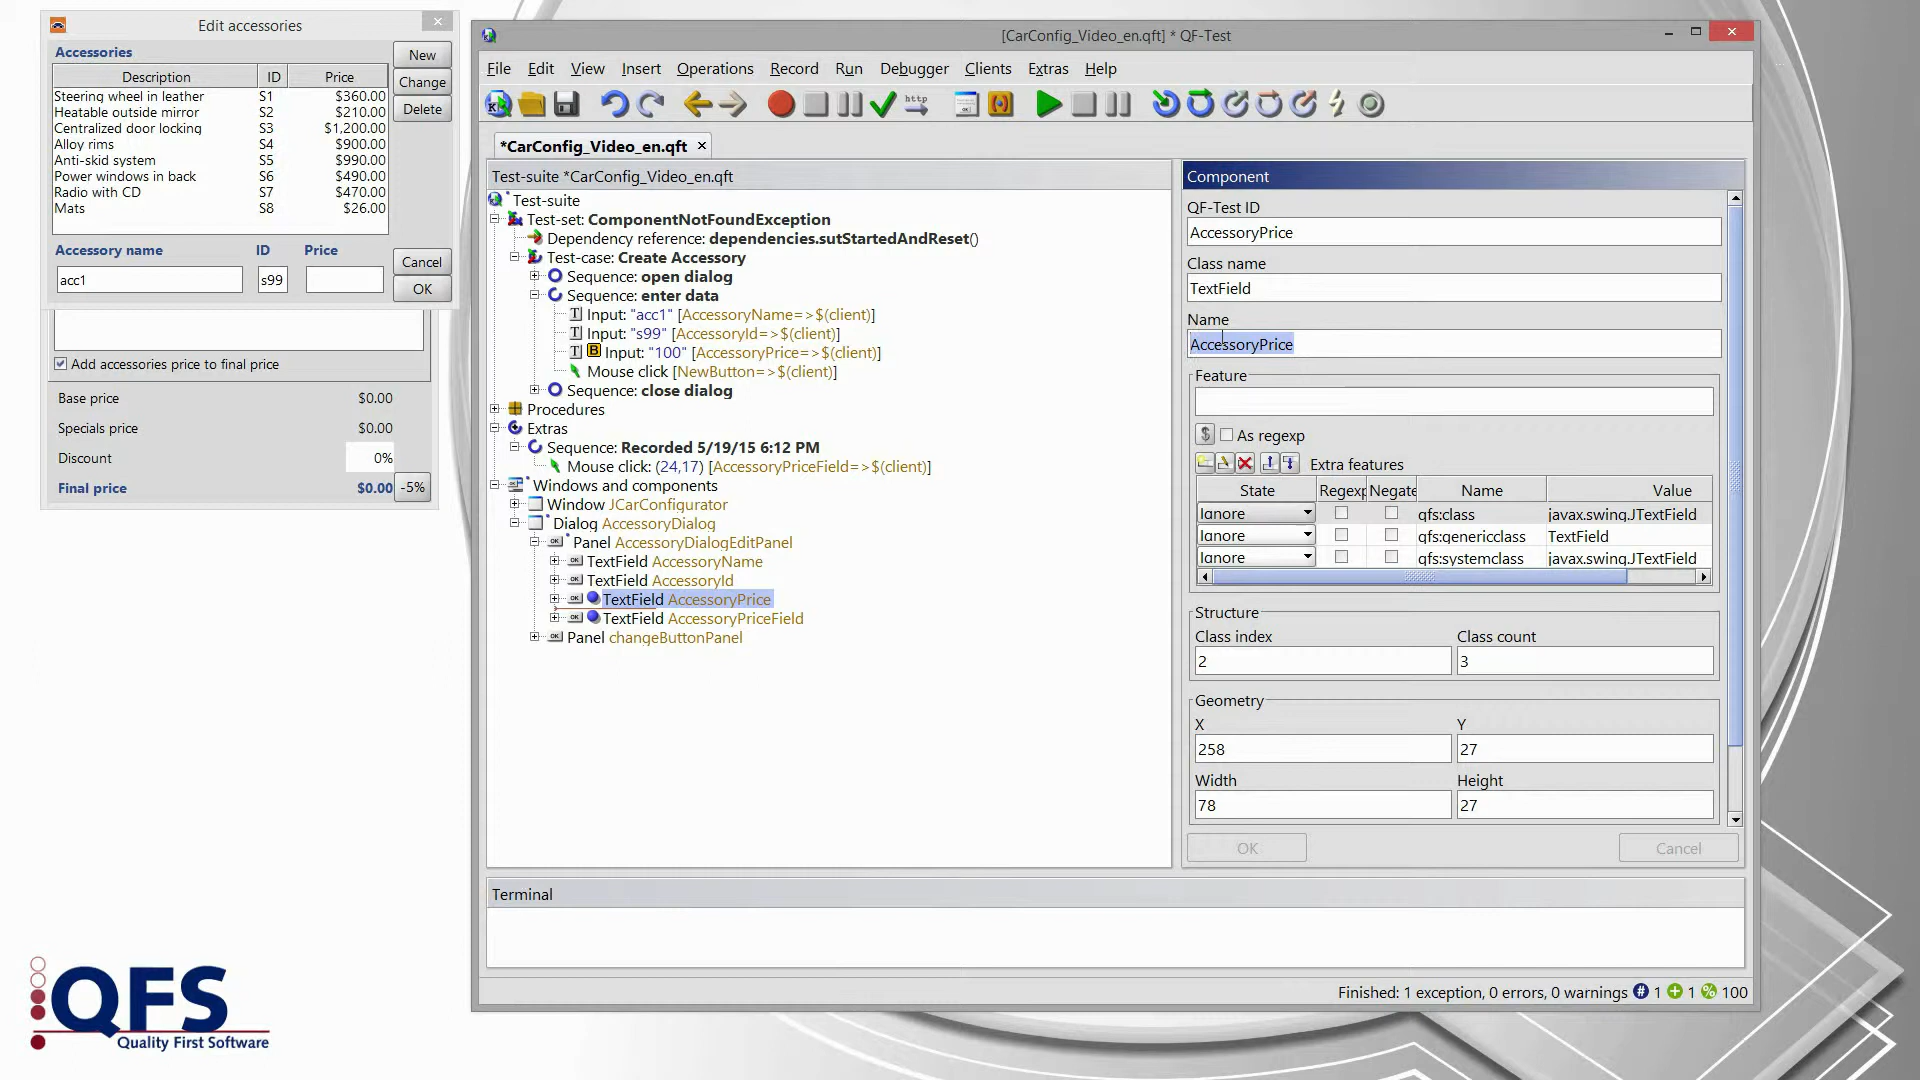 Edit accessories
Accessories
New
Description ID Price
Change
Steering wheel in leather S1 $360.00
Heatable outside mirror S2 $210.00
Delete
Centralized door locking S3 $1,200.00
Alloy rims S4 $900.00
Anti-skid system S5 $990.00
Power windows in back S6 $490.00
Radio with CD S7 $470.00
Mats S8 $26.00
Accessory name ID Price
Cancel
acc1 s99
OK
Add accessories price to final price
Base price $0.00
Specials price $0.00
Discount 0%
Final price $0.00 -5%
[CarConfig_Video_en.qft] * QF-Test
File Edit View Insert Operations Record Run Debugger Clients Extras Help
http
*CarConfig_Video_en.qft
Test-suite *CarConfig_Video_en.qft
Test-suite
Test-set: ComponentNotFoundException
Dependency reference: dependencies.sutStartedAndReset()
Test-case: Create Accessory
Sequence: open dialog
Sequence: enter data
T Input: "acc1" [AccessoryName=>$(client)]
T Input: "s99" [AccessoryId=>$(client)]
T B Input: "100" [AccessoryPrice=>$(client)]
Mouse click [NewButton=>$(client)]
Sequence: close dialog
Procedures
Extras
Sequence: Recorded 5/19/15 6:12 PM
Mouse click: (24,17) [AccessoryPriceField=>$(client)]
Windows and components
Window JCarConfigurator
Dialog AccessoryDialog
OK Panel AccessoryDialogEditPanel
OK TextField AccessoryName
OK TextField AccessoryId
OK TextField AccessoryPrice
OK TextField AccessoryPriceField
OK Panel changeButtonPanel
Component
QF-Test ID
AccessoryPrice
Class name
TextField
Name
AccessoryPrice
Feature
$ As regexp
Extra features
State Regexp Negate Name Value
Ignore qfs:class javax.swing.JTextField
Ignore qfs:genericclass TextField
Ignore qfs:systemclass javax.swing.JTextField
Structure
Class index Class count
2 3
Geometry
X Y
258 27
Width Height
78 27
OK Cancel
Terminal
Finished: 1 exception, 0 errors, 0 warnings # 1 + 1 % 100
QFS
Quality First Software